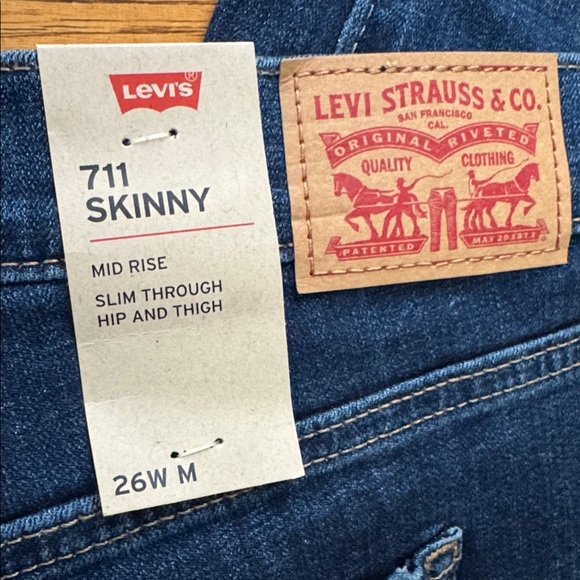 Levi's®
711
SKINNY
MID RISE
SLIM THROUGH
HIP AND THIGH
26W M
LEVI STRAUSS & CO.
SAN FRANCISCO
CAL.
ORIGINAL RIVETED
QUALITY CLOTHING
PATENTED MAY 20 1873